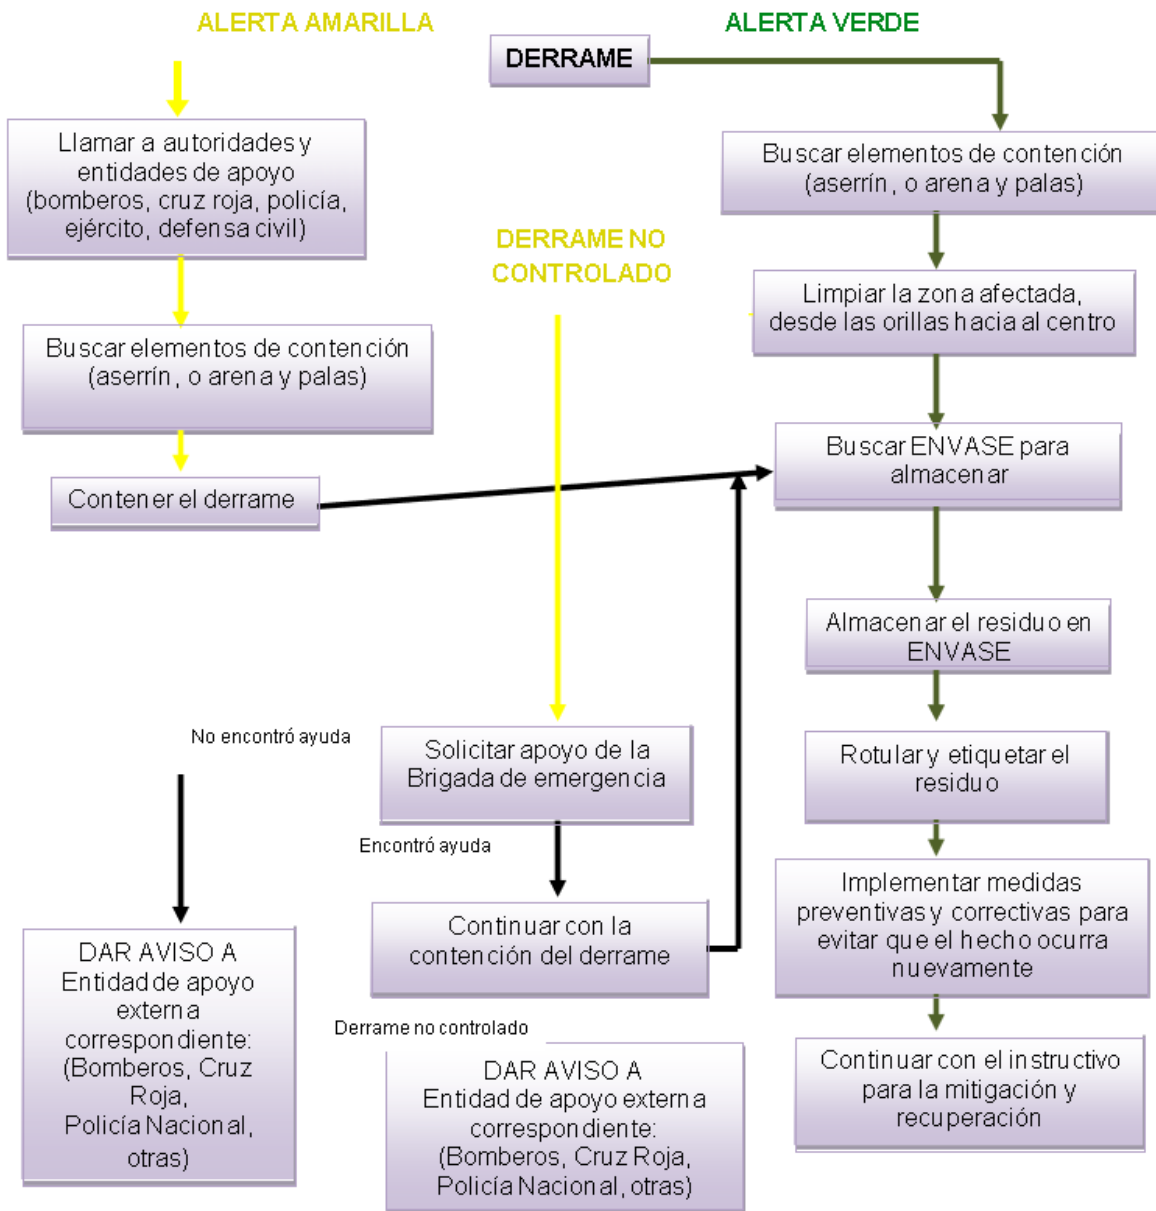 ALERTA AMARILLA
ALERTA VERDE
DERRAME
Llamar a autoridades y
entidades de apoyo
(bomberos, cruz roja, policía,
ejército, defensa civil)
Buscar elementos de contención
(aserrín, o arena y palas)
DERRAME NO
CONTROLADO
Limpiar la zona afectada,
desde las orillas hacia al centro
Buscar elementos de contención
(aserrín, o arena y palas)
Buscar ENVASE para
almacenar
Contener el derrame
Almacenar el residuo en
ENVASE
No encontró ayuda
Solicitar apoyo de la
Brigada de emergencia
Rotular y etiquetar el
residuo
Encontró ayuda
Implementar medidas
preventivas y correctivas para
evitar que el hecho ocurra
nuevamente
Continuar con la
contención del derrame
DAR AVISO A
Entidad de apoyo
externa
correspondiente:
(Bomberos, Cruz
Roja,
Policía Nacional,
otras)
Derrame no controlado
DAR AVISO A
Entidad de apoyo externa
correspondiente:
(Bomberos, Cruz Roja,
Policía Nacional, otras)
Continuar con el instructivo
para la mitigación y
recuperación